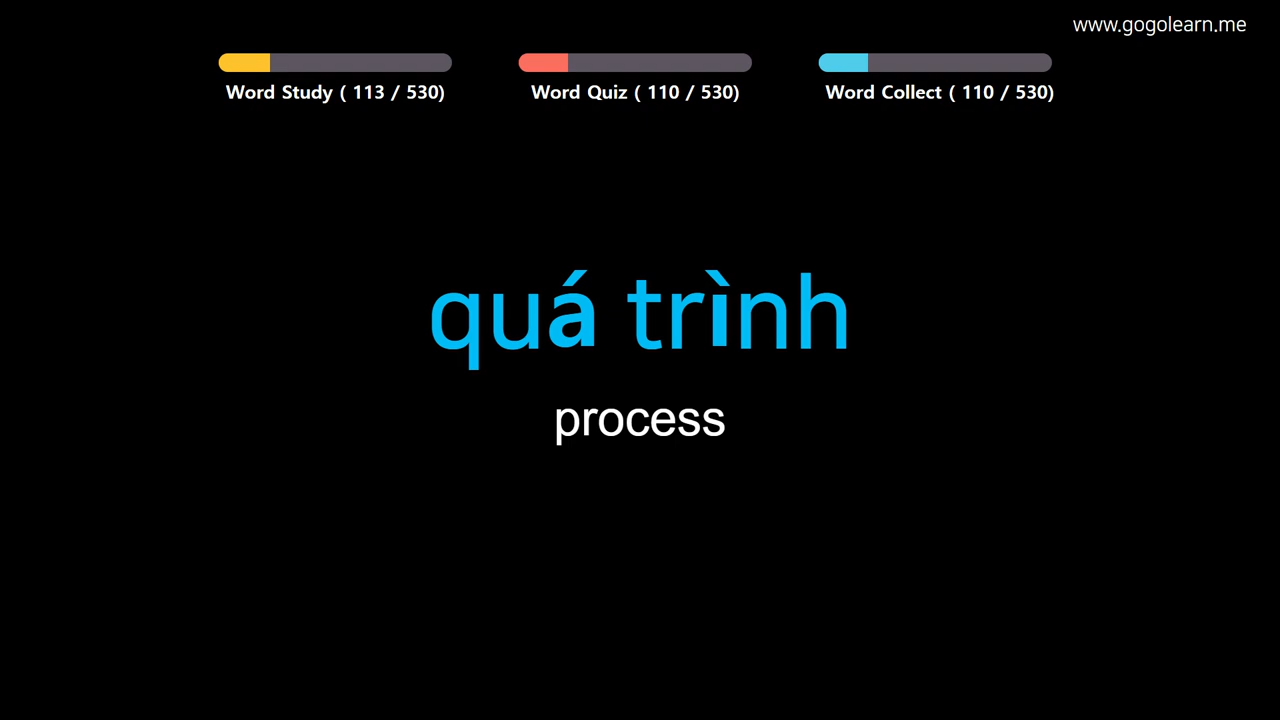 www.gogolearn.me
Word Study ( 113 / 530)
Word Quiz ( 110 / 530)
Word Collect ( 110 / 530)
quá trình
process